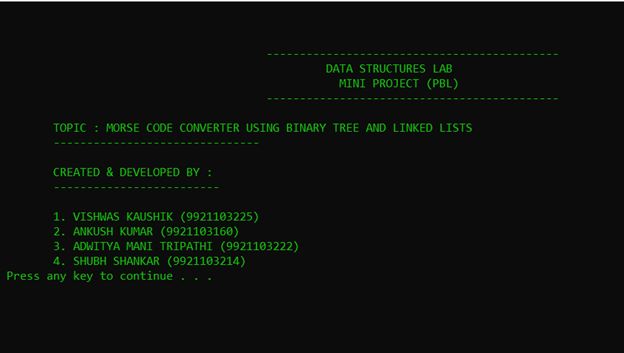 --------------------------------------------
DATA STRUCTURES LAB
MINI PROJECT (PBL)
--------------------------------------------
TOPIC : MORSE CODE CONVERTER USING BINARY TREE AND LINKED LISTS
-------------------------------
CREATED & DEVELOPED BY :
-------------------------
1. VISHWAS KAUSHIK (9921103225)
2. ANKUSH KUMAR (9921103160)
3. ADWITYA MANI TRIPATHI (9921103222)
4. SHUBH SHANKAR (9921103214)
Press any key to continue . . .